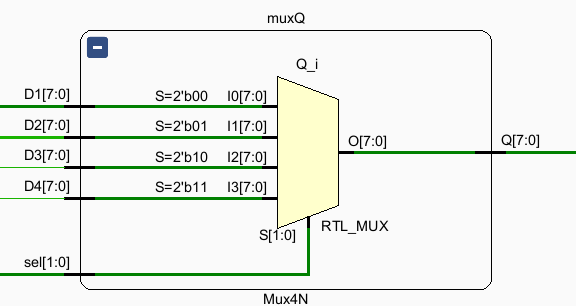 muxQ
Q_i
D1[7:0] S=2'b00 I0[7:0]
D2[7:0] S=2'b01 I1[7:0]
O[7:0] Q[7:0]
D3[7:0] S=2'b10 I2[7:0]
D4[7:0] S=2'b11 I3[7:0]
S[1:0] RTL_MUX
sel[1:0]
Mux4N